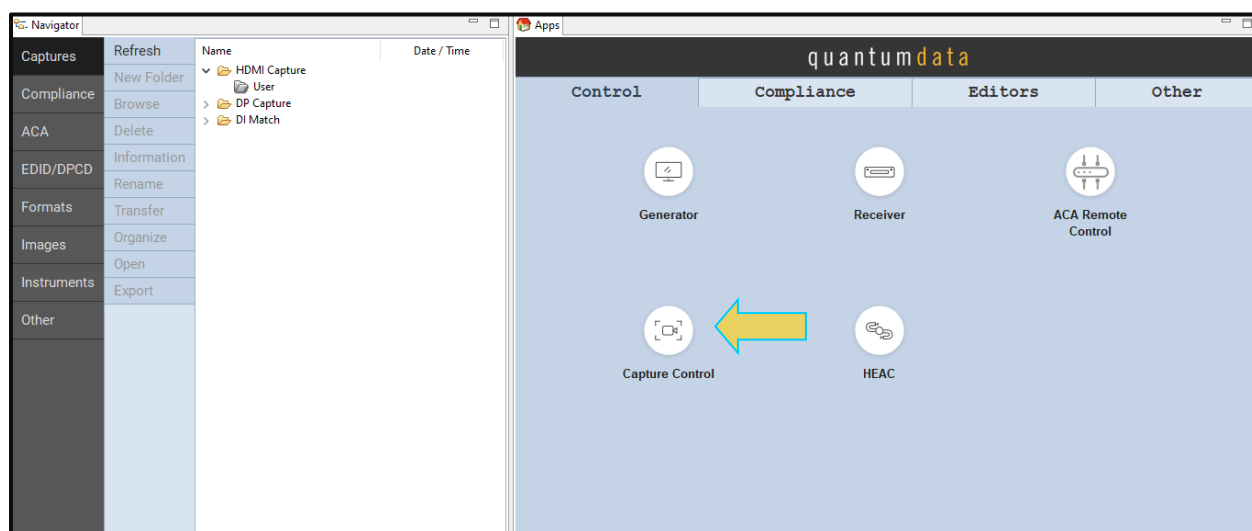 Navigator
Captures
Compliance
ACA
EDID/DPCD
Formats
Images
Instruments
Other
Refresh
New Folder
Browse
Delete
Information
Rename
Transfer
Organize
Open
Export
Name Date / Time
HDMI Capture
User
DP Capture
DI Match
Apps
quantumdata
Control Compliance Editors Other
Generator Receiver ACA Remote
Control
Capture Control HEAC